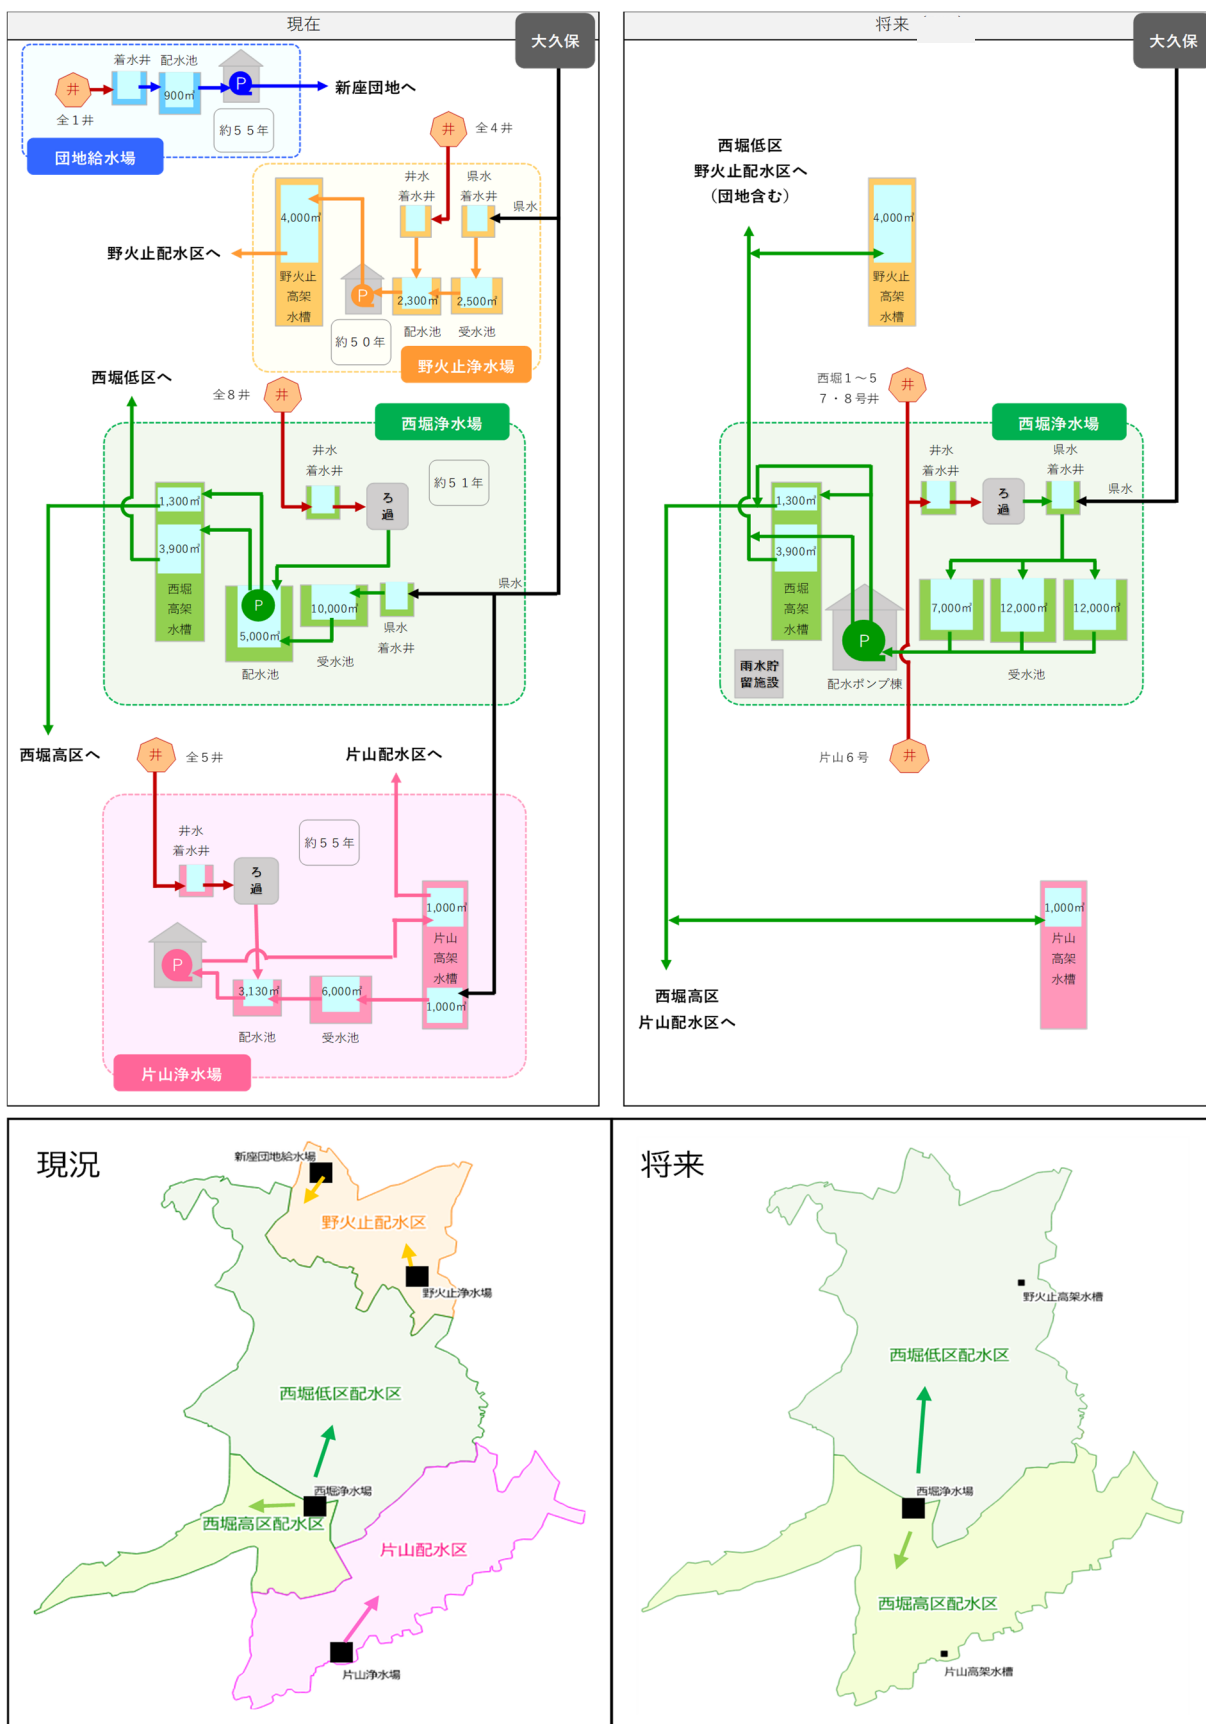 現在
大久保
着水井
配水池
井
P
900㎥
新座団地へ
全１井
約５５年
団地給水場
井
全４井
井水
着水井
県水
着水井
県水
4,000㎥
野火止配水区へ
野火止
高架
水槽
P
2,300㎥
2,500㎥
配水池
受水池
約５０年
野火止浄水場
西堀低区へ
全８井
井
西堀浄水場
井水
着水井
約５１年
ろ
過
1,300㎥
3,900㎥
西堀
高架
水槽
P
5,000㎥
10,000㎥
県水
県水
着水井
受水池
配水池
西堀高区へ
井
全５井
片山配水区へ
井水
着水井
約５５年
ろ
過
1,000㎥
片山
高架
水槽
P
3,130㎥
6,000㎥
1,000㎥
配水池
受水池
片山浄水場
将来
大久保
西堀低区
野火止配水区へ
（団地含む）
4,000㎥
野火止
高架
水槽
西堀１～５
７・８号井
井
西堀浄水場
井水
着水井
県水
着水井
県水
ろ
過
1,300㎥
3,900㎥
西堀
高架
水槽
P
7,000㎥
12,000㎥
12,000㎥
雨水貯
留施設
配水ポンプ棟
受水池
片山６号
井
1,000㎥
片山
高架
水槽
西堀高区
片山配水区へ
現況
新座団地給水場
野火止配水区
野火止浄水場
西堀低区配水区
西堀浄水場
西堀高区配水区
片山配水区
片山浄水場
将来
野火止高架水槽
西堀低区配水区
西堀浄水場
西堀高区配水区
片山高架水槽